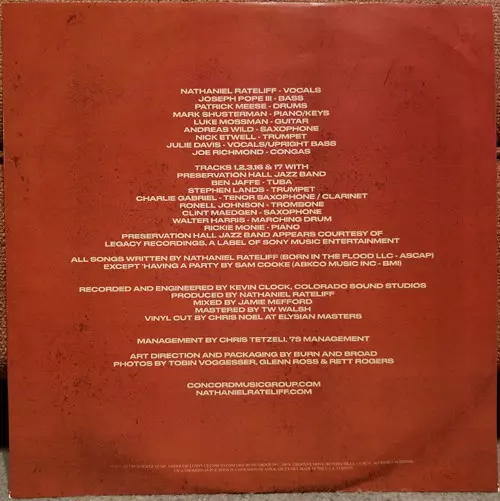 NATHANIEL RATELIFF - VOCALS
JOSEPH POPE III - BASS
PATRICK MEESE - DRUMS
MARK SHUSTERMAN - PIANO/KEYS
LUKE MOSSMAN - GUITAR
ANDREAS WILD - SAXOPHONE
NICK ETWELL - TRUMPET
JULIE DAVIS - VOCALS/UPRIGHT BASS
JOE RICHMOND - CONGAS
TRACKS 1,2,3,16 & 17 WITH
PRESERVATION HALL JAZZ BAND
BEN JAFFE - TUBA
STEPHEN LANDS - TRUMPET
CHARLIE GABRIEL - TENOR SAXOPHONE / CLARINET
RONELL JOHNSON - TROMBONE
CLINT MAEDGEN - SAXOPHONE
WALTER HARRIS - MARCHING DRUM
RICKIE MONIE - PIANO
PRESERVATION HALL JAZZ BAND APPEARS COURTESY OF
LEGACY RECORDINGS, A LABEL OF SONY MUSIC ENTERTAINMENT
ALL SONGS WRITTEN BY NATHANIEL RATELIFF (BORN IN THE FLOOD LLC - ASCAP)
EXCEPT 'HAVING A PARTY BY SAM COOKE (ABKCO MUSIC INC - BMI)
RECORDED AND ENGINEERED BY KEVIN CLOCK, COLORADO SOUND STUDIOS
PRODUCED BY NATHANIEL RATELIFF
MIXED BY JAMIE MEFFORD
MASTERED BY TW WALSH
VINYL CUT BY CHRIS NOEL AT ELYSIAN MASTERS
MANAGEMENT BY CHRIS TETZELI, '7S MANAGEMENT
ART DIRECTION AND PACKAGING BY BURN AND BROAD
PHOTOS BY TOBIN VOGGESSER, GLENN ROSS & RETT ROGERS
CONCORDMUSICGROUP.COM
NATHANIELRATELIFF.COM